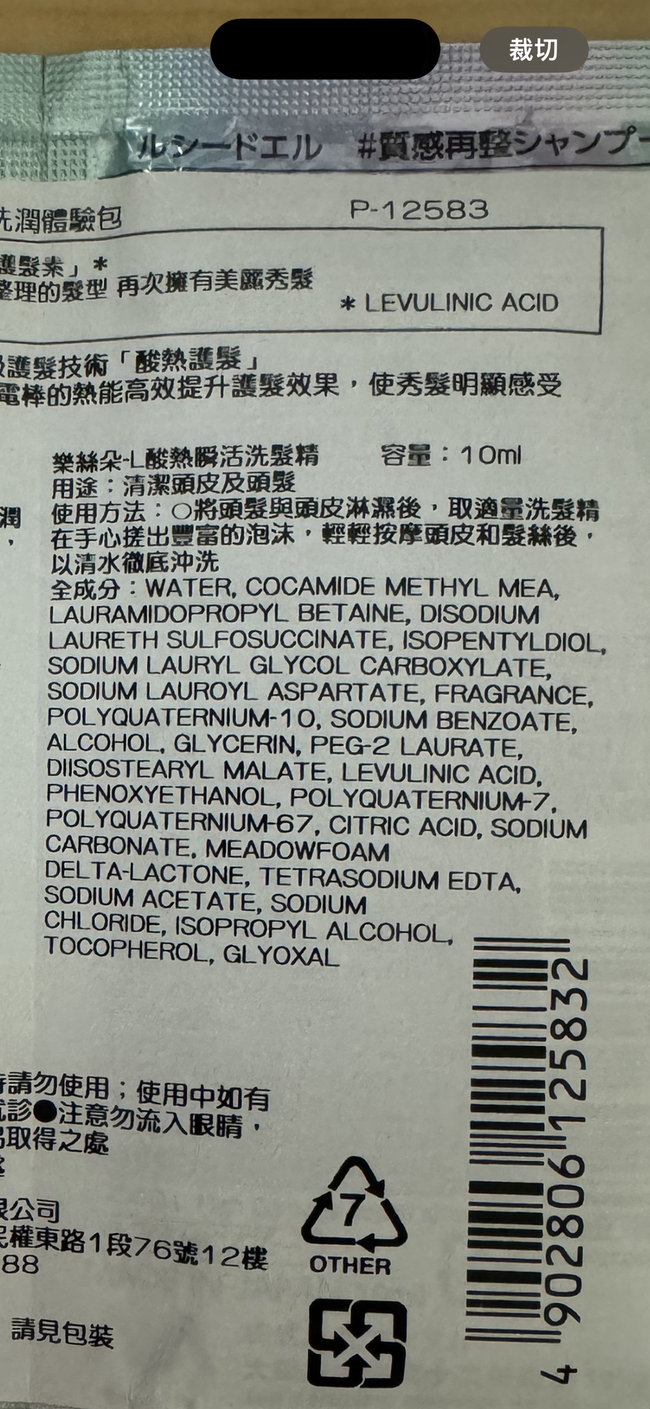 裁切
ルシードエル #質感再整シャンプー
洗潤體驗包 P-12583
護髮素」*
整理的髮型 再次擁有美麗秀髮
* LEVULINIC ACID
護髮技術「酸熱護髮」
電棒的熱能高效提升護髮效果,使秀髮明顯感受
樂絲朵-L酸熱瞬活洗髮精 容量:10ml
用途:清潔頭皮及頭髮
潤
使用方法:○將頭髮與頭皮淋濕後,取適量洗髮精
,
在手心搓出豐富的泡沫,輕輕按摩頭皮和髮絲後,
以清水徹底沖洗
全成分:WATER, COCAMIDE METHYL MEA,
LAURAMIDOPROPYL BETAINE, DISODIUM
LAURETH SULFOSUCCINATE, ISOPENTYLDIOL,
SODIUM LAURYL GLYCOL CARBOXYLATE,
SODIUM LAUROYL ASPARTATE, FRAGRANCE,
POLYQUATERNIUM-10, SODIUM BENZOATE,
ALCOHOL, GLYCERIN, PEG-2 LAURATE,
DIISOSTEARYL MALATE, LEVULINIC ACID,
PHENOXYETHANOL, POLYQUATERNIUM-7,
POLYQUATERNIUM-67, CITRIC ACID, SODIUM
CARBONATE, MEADOWFOAM
DELTA-LACTONE, TETRASODIUM EDTA,
SODIUM ACETATE, SODIUM
CHLORIDE, ISOPROPYL ALCOHOL,
TOCOPHEROL, GLYOXAL
請勿使用;使用中如有
診●注意勿流入眼睛,
取得之處
限公司
民權東路1段76號12樓
88
請見包裝
7
OTHER
4 902806 125832